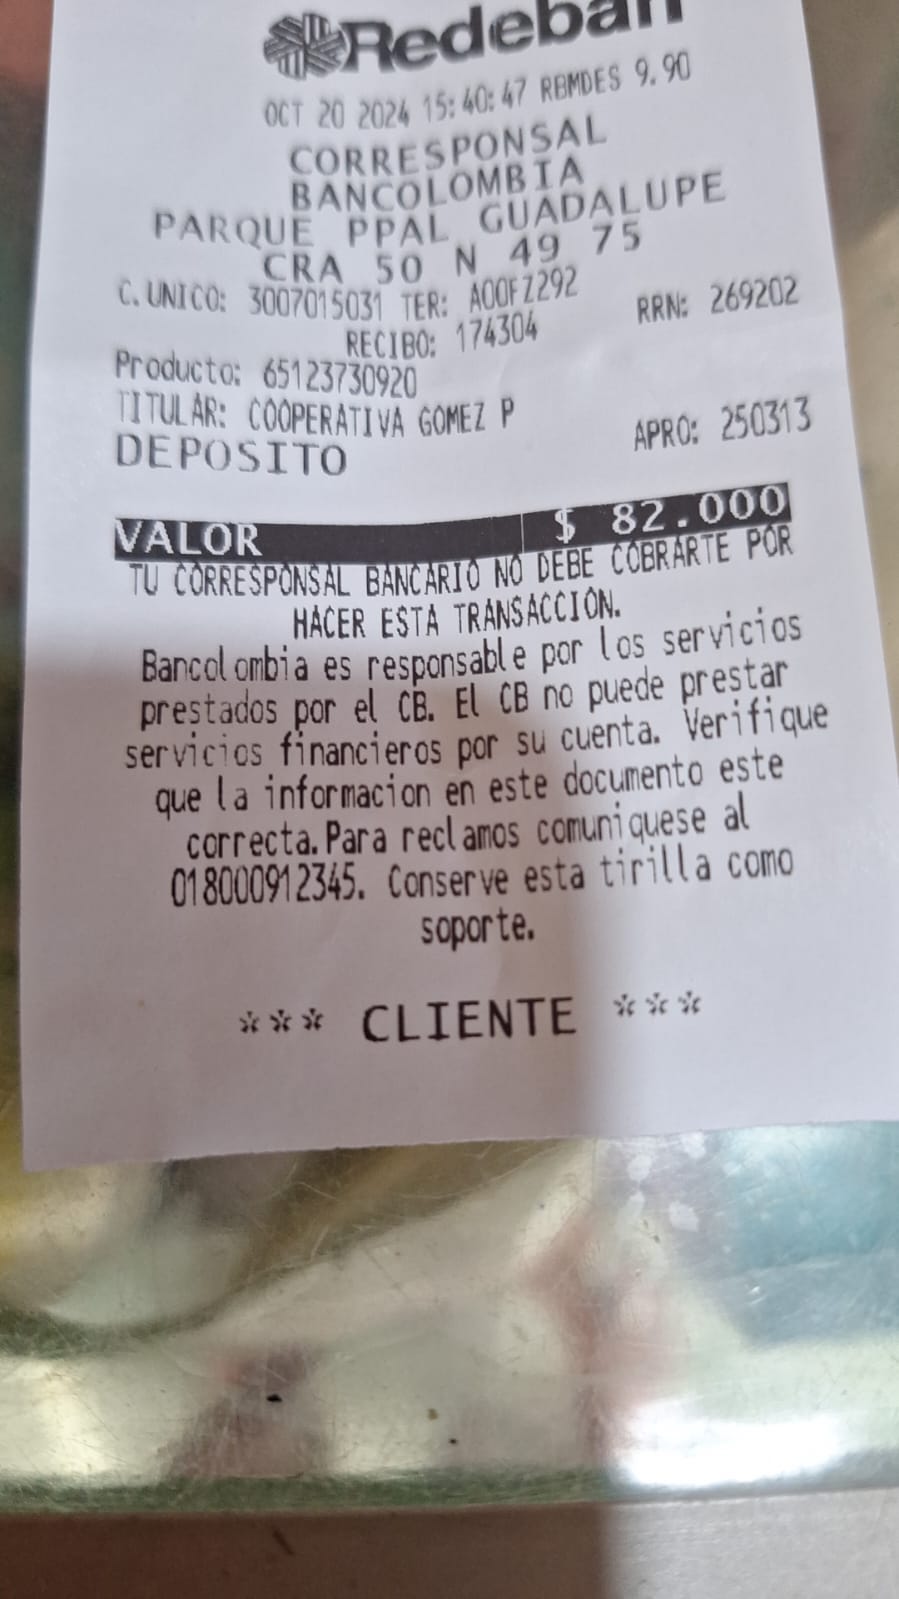 Redeban
OCT 20 2024 15:40:47 RBMDES 9.90
CORRESPONSAL
BANCOLOMBIA
PARQUE PPAL GUADALUPE
CRA 50 N 49 75
C.UNICO: 3007015031 TER: A00FZ292
RECIBO: 174304 RRN: 269202
Producto: 65123730920
TITULAR: COOPERATIVA GOMEZ P
DEPOSITO APRO: 250313
VALOR $ 82.000
TU CORRESPONSAL BANCARIO NO DEBE COBRARTE POR
HACER ESTA TRANSACCION.
Bancolombia es responsable por los servicios
prestados por el CB. El CB no puede prestar
servicios financieros por su cuenta. Verifique
que la informacion en este documento este
correcta.Para reclamos comuniquese al
018000912345. Conserve esta tirilla como
soporte.
*** CLIENTE ***